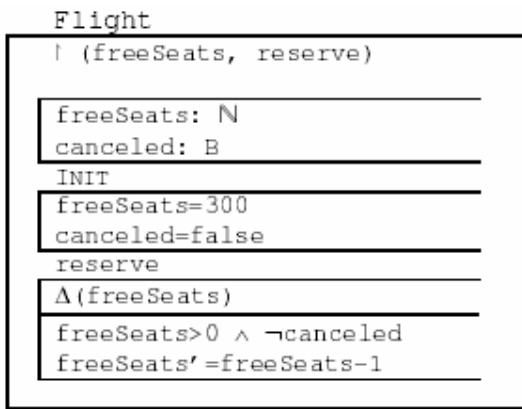 Flight
↾ (freeSeats, reserve)
freeSeats: ℕ
canceled: B
INIT
freeSeats=300
canceled=false
reserve
Δ(freeSeats)
freeSeats>0 ∧ ¬canceled
freeSeats′=freeSeats-1